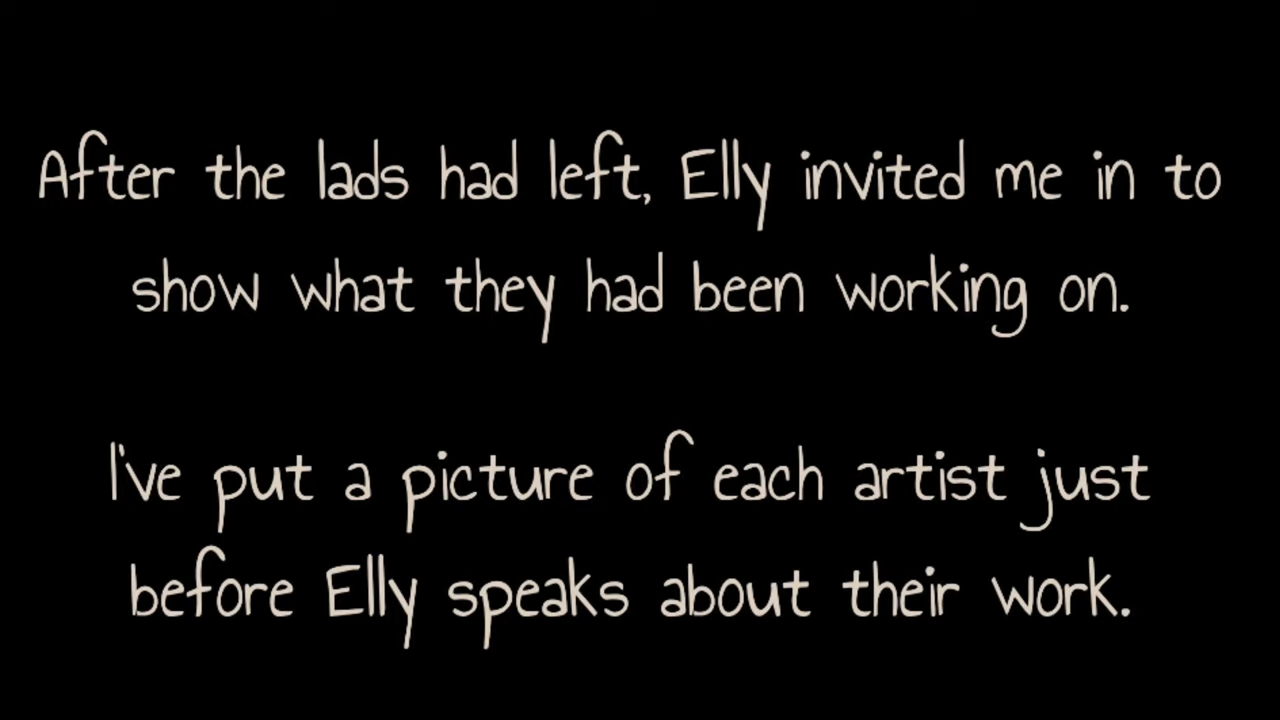 After the lads had left, Elly invited me in to
show what they had been working on.
I've put a picture of each artist just
before Elly speaks about their work.